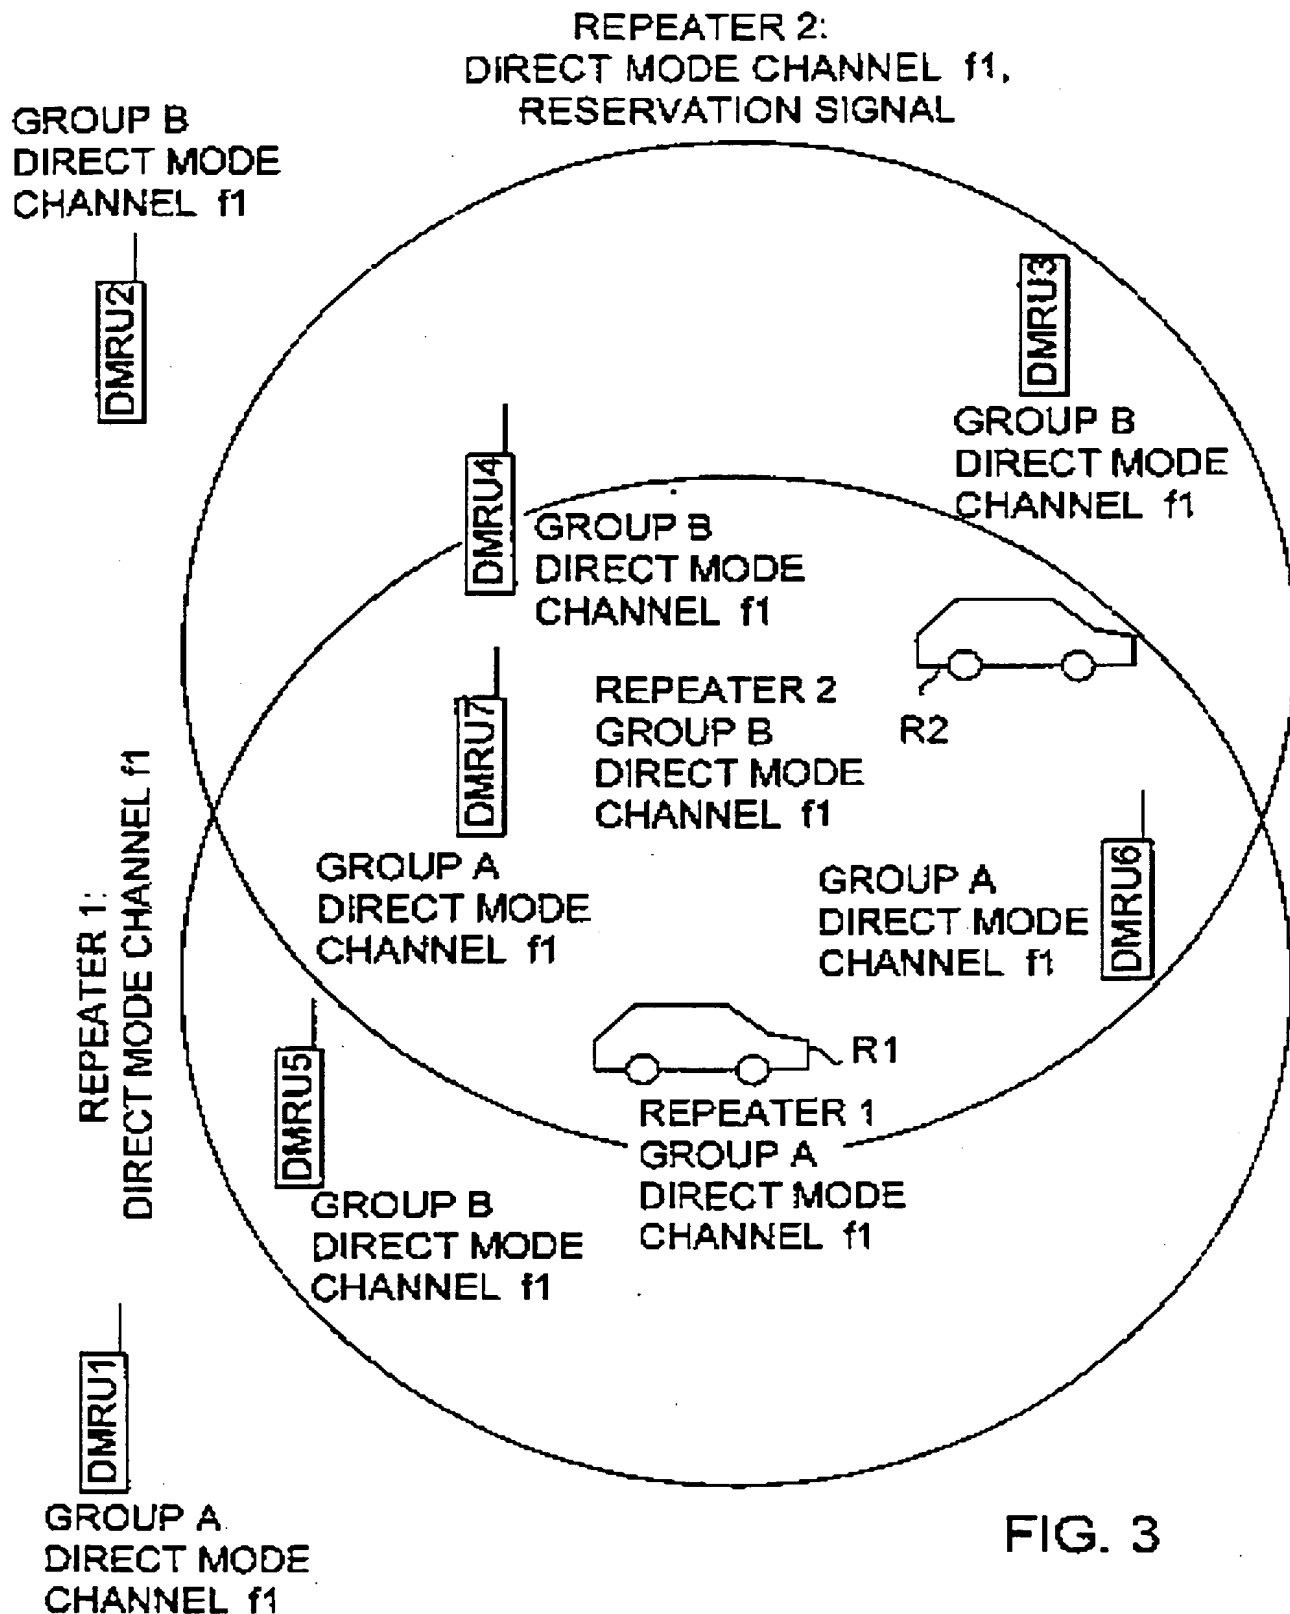 REPEATER 2:
DIRECT MODE CHANNEL f1,
RESERVATION SIGNAL
GROUP B
DIRECT MODE
CHANNEL f1
DMRU2
DMRU3
GROUP B
DIRECT MODE
CHANNEL f1
DMRU4
GROUP B
DIRECT MODE
CHANNEL f1
R2
DMRU7
REPEATER 2
GROUP B
DIRECT MODE
CHANNEL f1
GROUP A
DIRECT MODE
CHANNEL f1
DMRU6
GROUP A
DIRECT MODE
CHANNEL f1
REPEATER 1:
DIRECT MODE CHANNEL f1
R1
REPEATER 1
GROUP A
DIRECT MODE
CHANNEL f1
DMRU5
GROUP B
DIRECT MODE
CHANNEL f1
DMRU1
GROUP A
DIRECT MODE
CHANNEL f1
FIG. 3